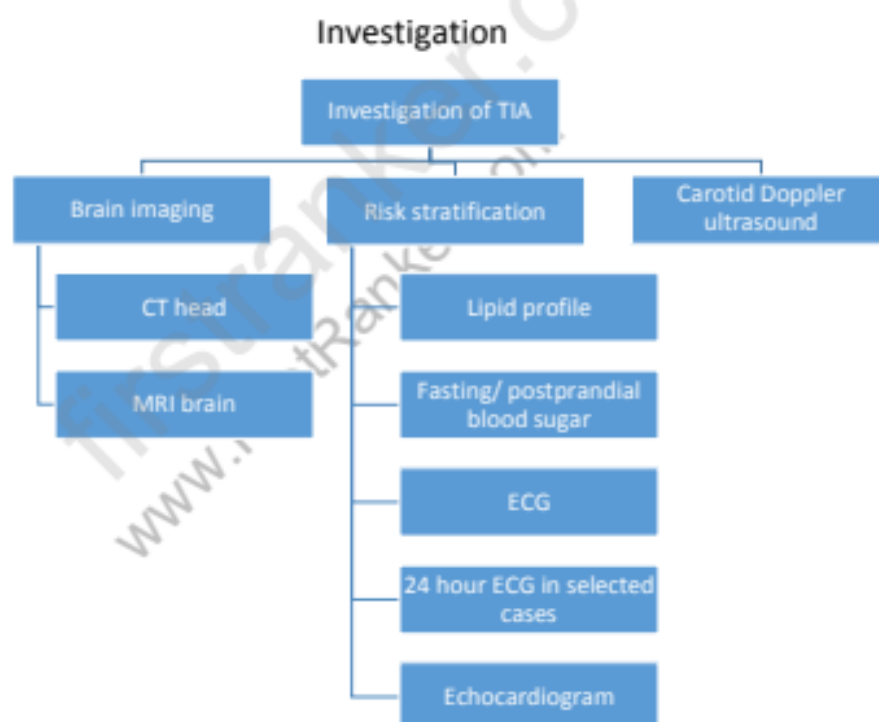 Investigation
Investigation of TIA
Brain imaging
Risk stratification
Carotid Doppler
ultrasound
CT head
MRI brain
Lipid profile
Fasting/ postprandial
blood sugar
ECG
24 hour ECG in selected
cases
Echocardiogram